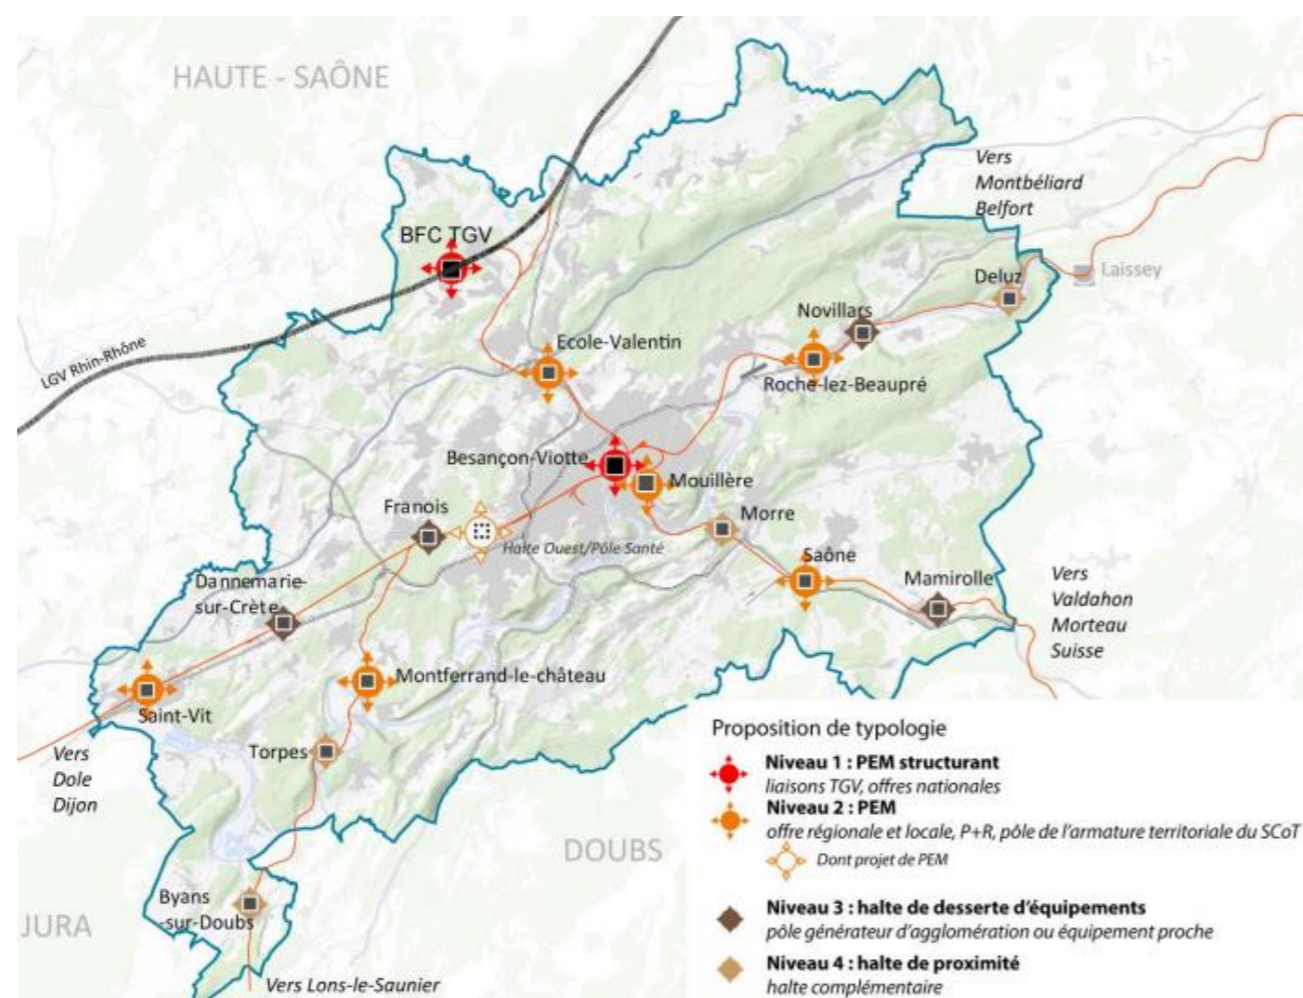 HAUTE - SAÔNE
Vers
Montbéliard
Belfort
BFC TGV
Laissey
Deluz
Novillars
LGV Rhin-Rhône
Ecole-Valentin
Roche-lez-Beaupré
Besançon-Viotte
Mouillère
Franois
Morre
Halte Ouest/Pôle Santé
Saône
Dannemarie-
sur-Crète
Mamirolle
Vers
Valdahon
Morteau
Suisse
Montferrand-le-château
Saint-Vit
Torpes
Vers
Dole
Dijon
DOUBS
Byans
-sur-Doubs
JURA
Vers Lons-le-Saunier
Proposition de typologie
Niveau 1 : PEM structurant
liaisons TGV, offres nationales
Niveau 2 : PEM
offre régionale et locale, P+R, pôle de l'armature territoriale du SCoT
Dont projet de PEM
Niveau 3 : halte de desserte d'équipements
pôle générateur d'agglomération ou équipement proche
Niveau 4 : halte de proximité
halte complémentaire